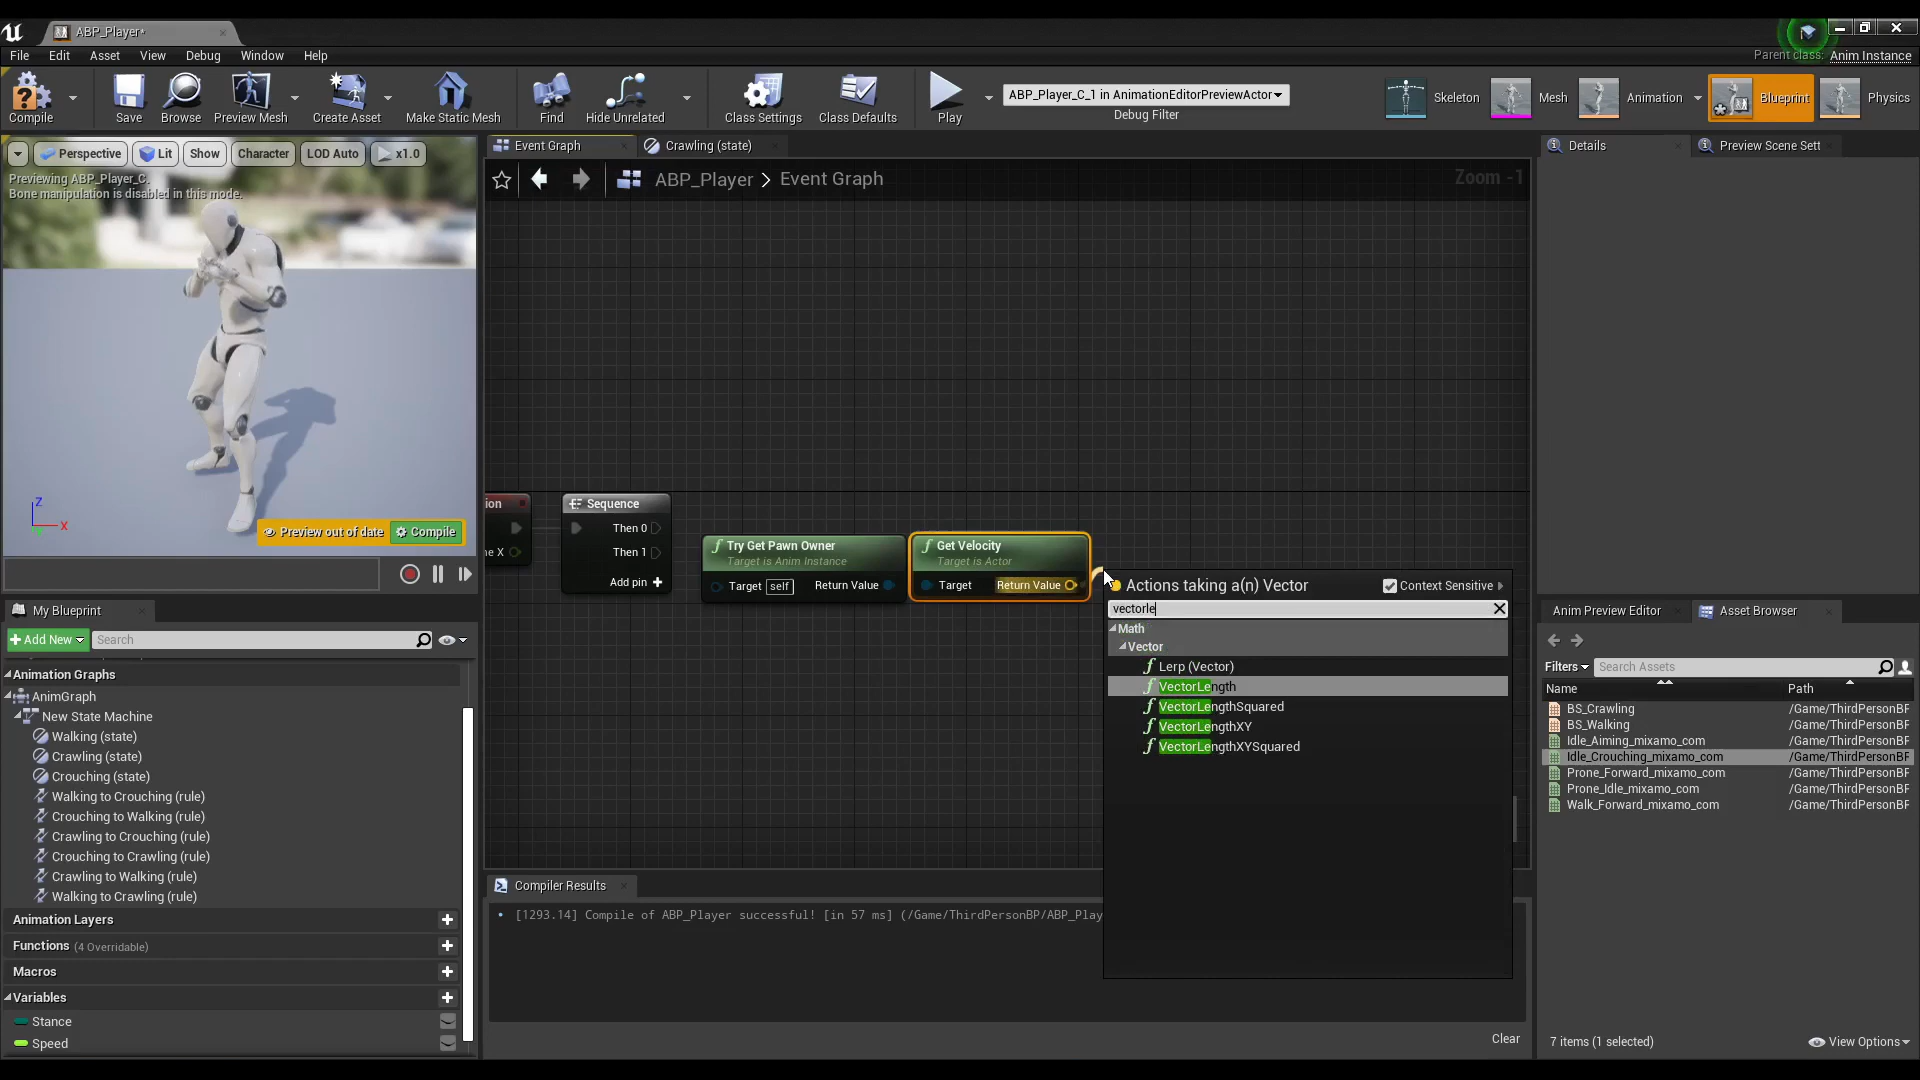 ABP_Player*
File Edit Asset View Debug Window Help
Parent class: Anim Instance
Compile Save Browse Preview Mesh Create Asset Make Static Mesh Find Hide Unrelated Class Settings Class Defaults Play
ABP_Player_C_1 in AnimationEditorPreviewActor
Debug Filter
Skeleton Mesh Animation Blueprint Physics
Perspective Lit Show Character LOD Auto x1.0
Previewing ABP_Player_C.
Bone manipulation is disabled in this mode.
Z
X
Preview out of date Compile
Event Graph Crawling (state)
ABP_Player > Event Graph
Zoom -1
ion
ne X
Sequence
Then 0
Then 1
Add pin
Try Get Pawn Owner
Target is Anim Instance
Target self Return Value
Get Velocity
Target is Actor
Target Return Value
Actions taking a(n) Vector Context Sensitive
vectorle
Math
Vector
Lerp (Vector)
VectorLength
VectorLengthSquared
VectorLengthXY
VectorLengthXYSquared
Compiler Results
[1293.14] Compile of ABP_Player successful! [in 57 ms] (/Game/ThirdPersonBP/ABP_Play
Clear
My Blueprint
Add New Search
Animation Graphs
AnimGraph
New State Machine
Walking (state)
Crawling (state)
Crouching (state)
Walking to Crouching (rule)
Crouching to Walking (rule)
Crawling to Crouching (rule)
Crouching to Crawling (rule)
Crawling to Walking (rule)
Walking to Crawling (rule)
Animation Layers
Functions (4 Overridable)
Macros
Variables
Stance
Speed
Details Preview Scene Sett
Anim Preview Editor Asset Browser
Filters Search Assets
Name Path
BS_Crawling /Game/ThirdPersonBF
BS_Walking /Game/ThirdPersonBF
Idle_Aiming_mixamo_com /Game/ThirdPersonBF
Idle_Crouching_mixamo_com /Game/ThirdPersonBF
Prone_Forward_mixamo_com /Game/ThirdPersonBF
Prone_Idle_mixamo_com /Game/ThirdPersonBF
Walk_Forward_mixamo_com /Game/ThirdPersonBF
7 items (1 selected) View Options